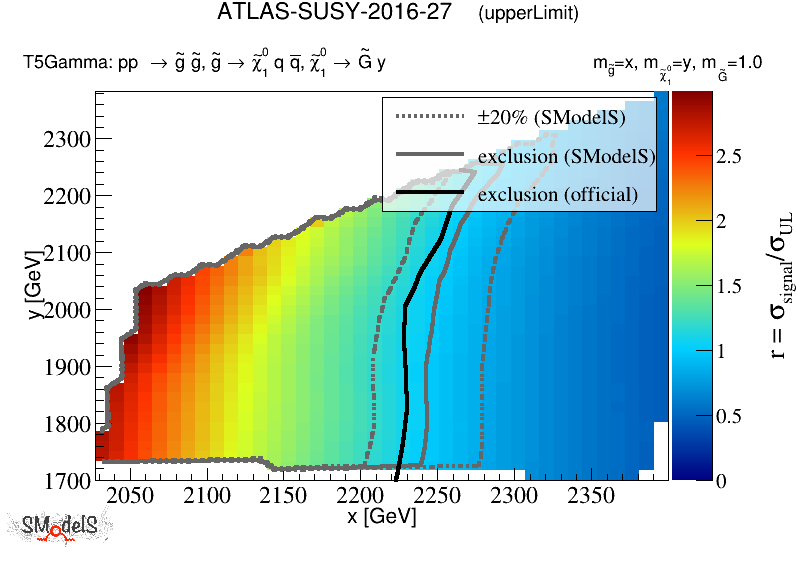 ATLAS-SUSY-2016-27 (upperLimit)
T5Gamma: pp → g̃ g̃, g̃ → χ̃₁⁰ q q̅, χ̃₁⁰ → G̃ y
m_g̃=x, m_χ̃₁⁰=y, m_G̃=1.0
±20% (SModelS)
exclusion (SModelS)
exclusion (official)
y [GeV]
2300
2200
2100
2000
1900
1800
1700
2050 2100 2150 2200 2250 2300 2350
x [GeV]
2.5
2
1.5
1
0.5
0
r = σ_signal/σ_UL
SModelS